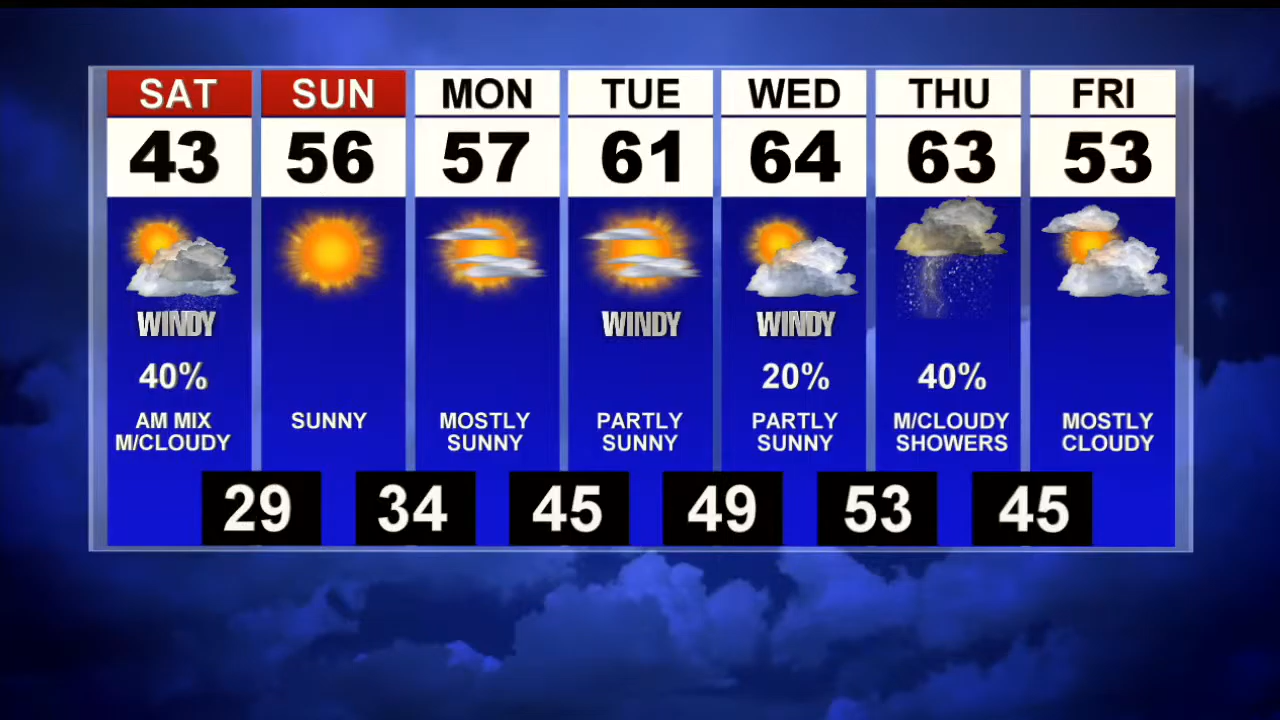 SAT SUN MON TUE WED THU FRI
43 56 57 61 64 63 53
WINDY WINDY WINDY
40% 20% 40%
AM MIX SUNNY MOSTLY PARTLY PARTLY M/CLOUDY MOSTLY
M/CLOUDY SUNNY SUNNY SUNNY SHOWERS CLOUDY
29 34 45 49 53 45